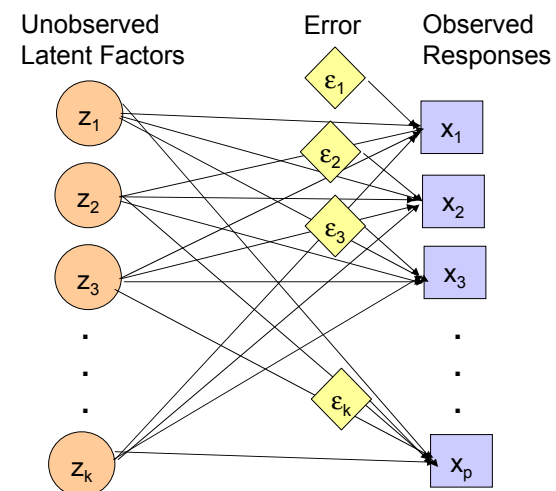 Unobserved
Latent Factors
Error
Observed
Responses
z1
z2
z3
.
.
.
zk
ε1
ε2
ε3
εk
x1
x2
x3
.
.
.
xp